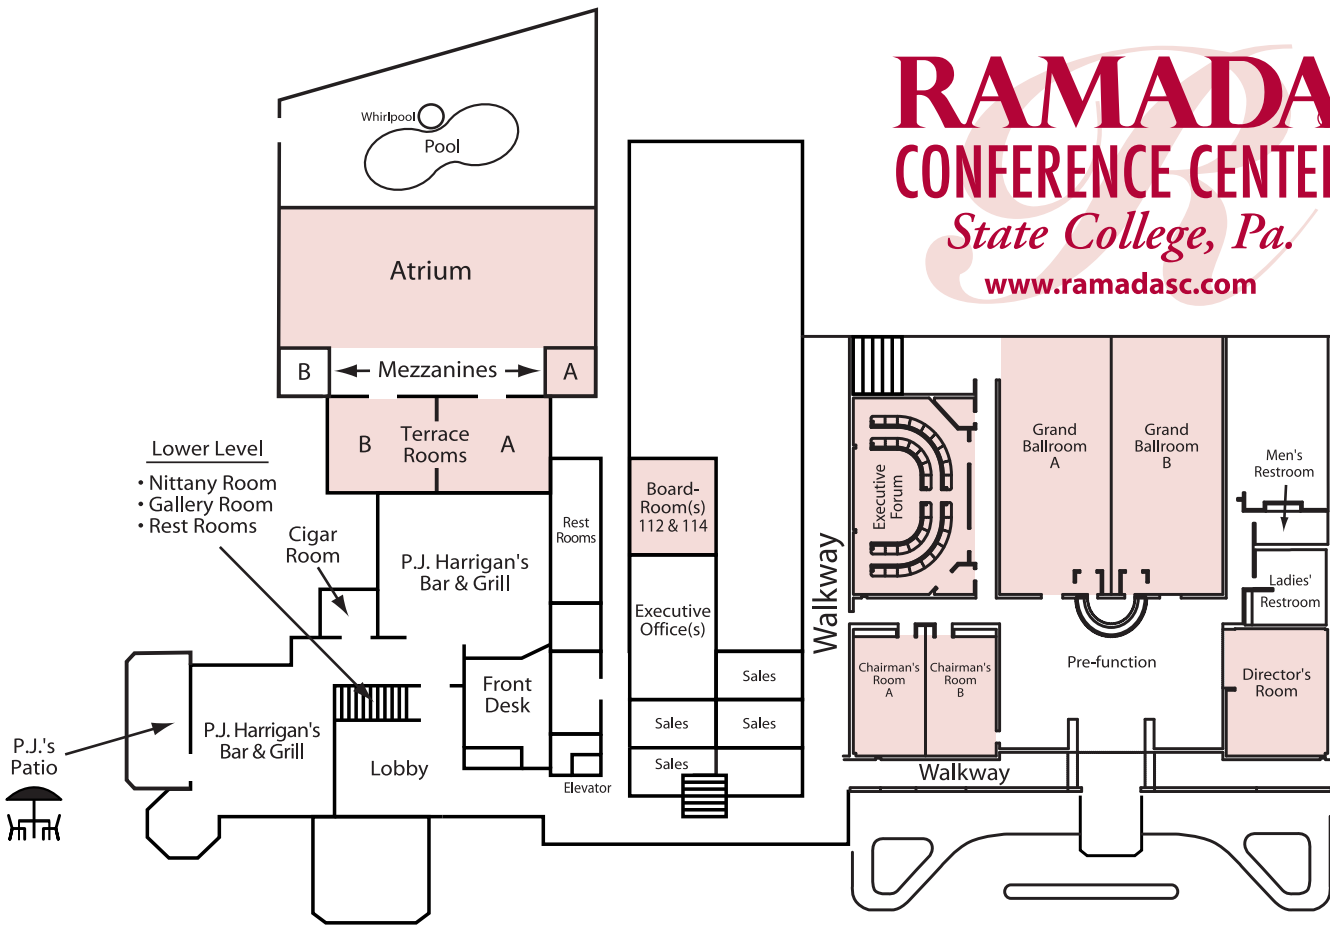 RAMADA
CONFERENCE CENTER
State College, Pa.
www.ramadasc.com
Whirlpool
Pool
Atrium
B
Mezzanines
A
B
Terrace
Rooms
A
Lower Level
• Nittany Room
• Gallery Room
• Rest Rooms
Cigar
Room
P.J. Harrigan's
Bar & Grill
Rest
Rooms
Board-
Room(s)
112 & 114
Executive
Office(s)
Sales
Sales
Sales
Sales
Front
Desk
Elevator
Lobby
P.J. Harrigan's
Bar & Grill
P.J.'s
Patio
Walkway
Executive
Forum
Grand
Ballroom
A
Grand
Ballroom
B
Men's
Restroom
Ladies'
Restroom
Chairman's
Room
A
Chairman's
Room
B
Pre-function
Director's
Room
Walkway